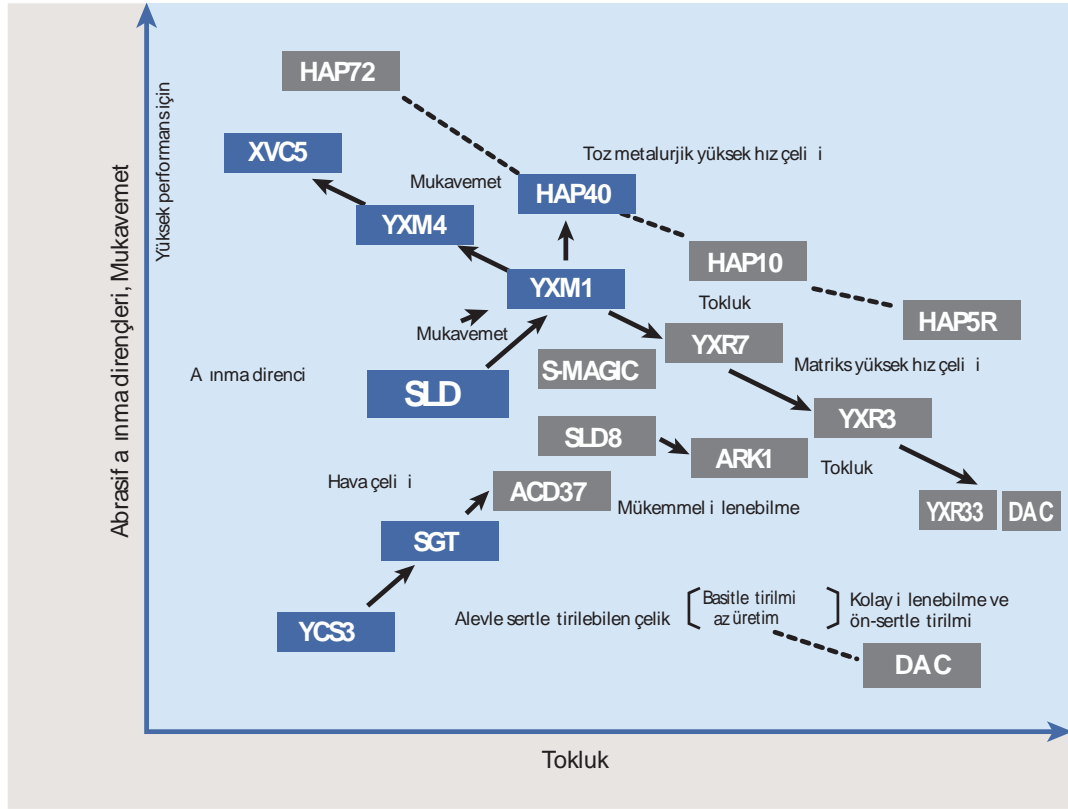 Abrasif a ınma dirençleri, Mukavemet
Yüksek performans için
HAP72
XVC5
Toz metalurjik yüksek hız çeli i
Mukavemet
HAP40
YXM4
HAP10
YXM1
Tokluk
HAP5R
Mukavemet
YXR7
A ınma direnci
S-MAGIC
Matriks yüksek hız çeli i
SLD
YXR3
SLD8
ARK1
Tokluk
Hava çeli i
ACD37
Mükemmel i lenebilme
YXR33
DAC
SGT
Alevle sertle tirilebilen çelik
Basitle tirilmi
az üretim
Kolay i lenebilme ve
ön-sertle tirilmi
YCS3
DAC
Tokluk